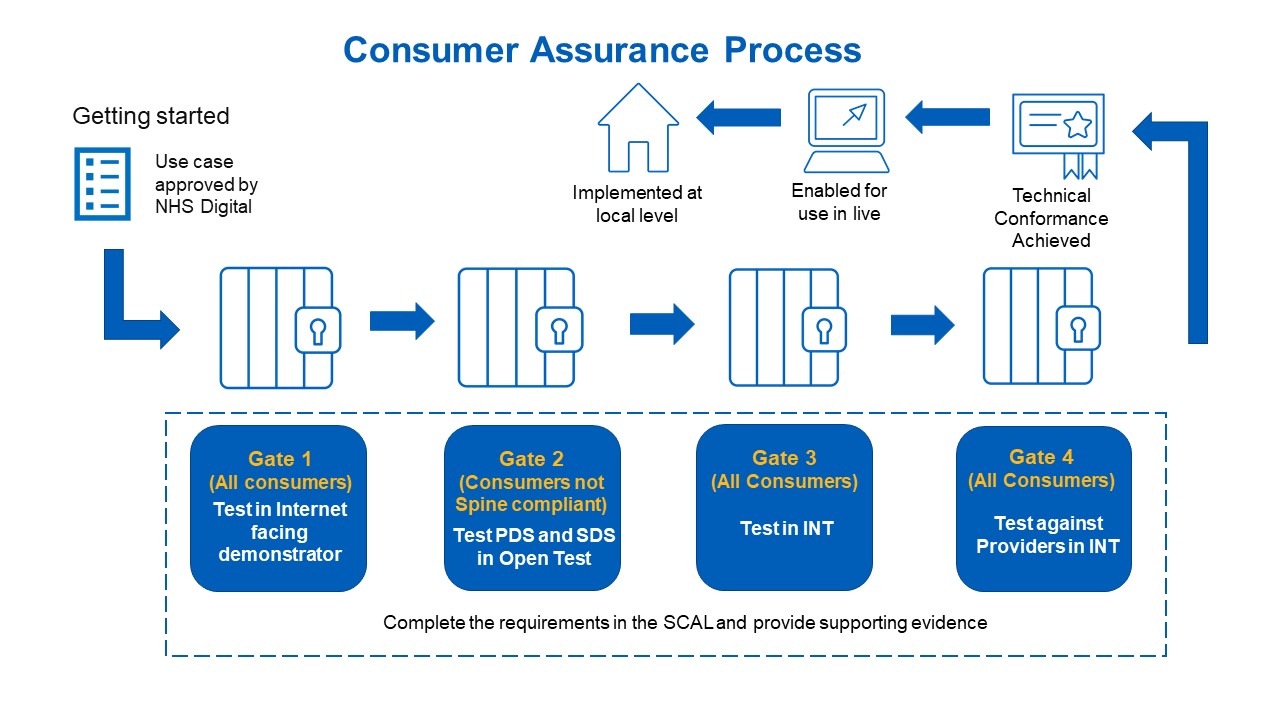 Consumer Assurance Process
Getting started
Use case
approved by
NHS Digital
Implemented at
local level
Enabled for
use in live
Technical
Conformance
Achieved
Gate 1
(All consumers)
Test in Internet
facing
demonstrator
Gate 2
(Consumers not
Spine compliant)
Test PDS and SDS
in Open Test
Gate 3
(All Consumers)
Test in INT
Gate 4
(All Consumers)
Test against
Providers in INT
Complete the requirements in the SCAL and provide supporting evidence